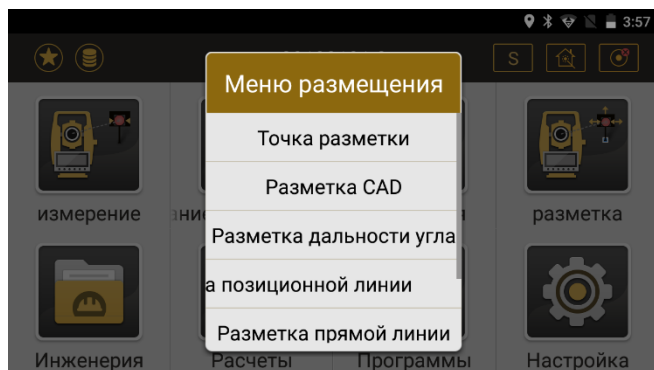 3:57
S
Меню размещения
Точка разметки
Разметка CAD
Разметка дальности угла
а позиционной линии
Разметка прямой линии
измерение
разметка
Инженерия
Расчеты
Программы
Настройка